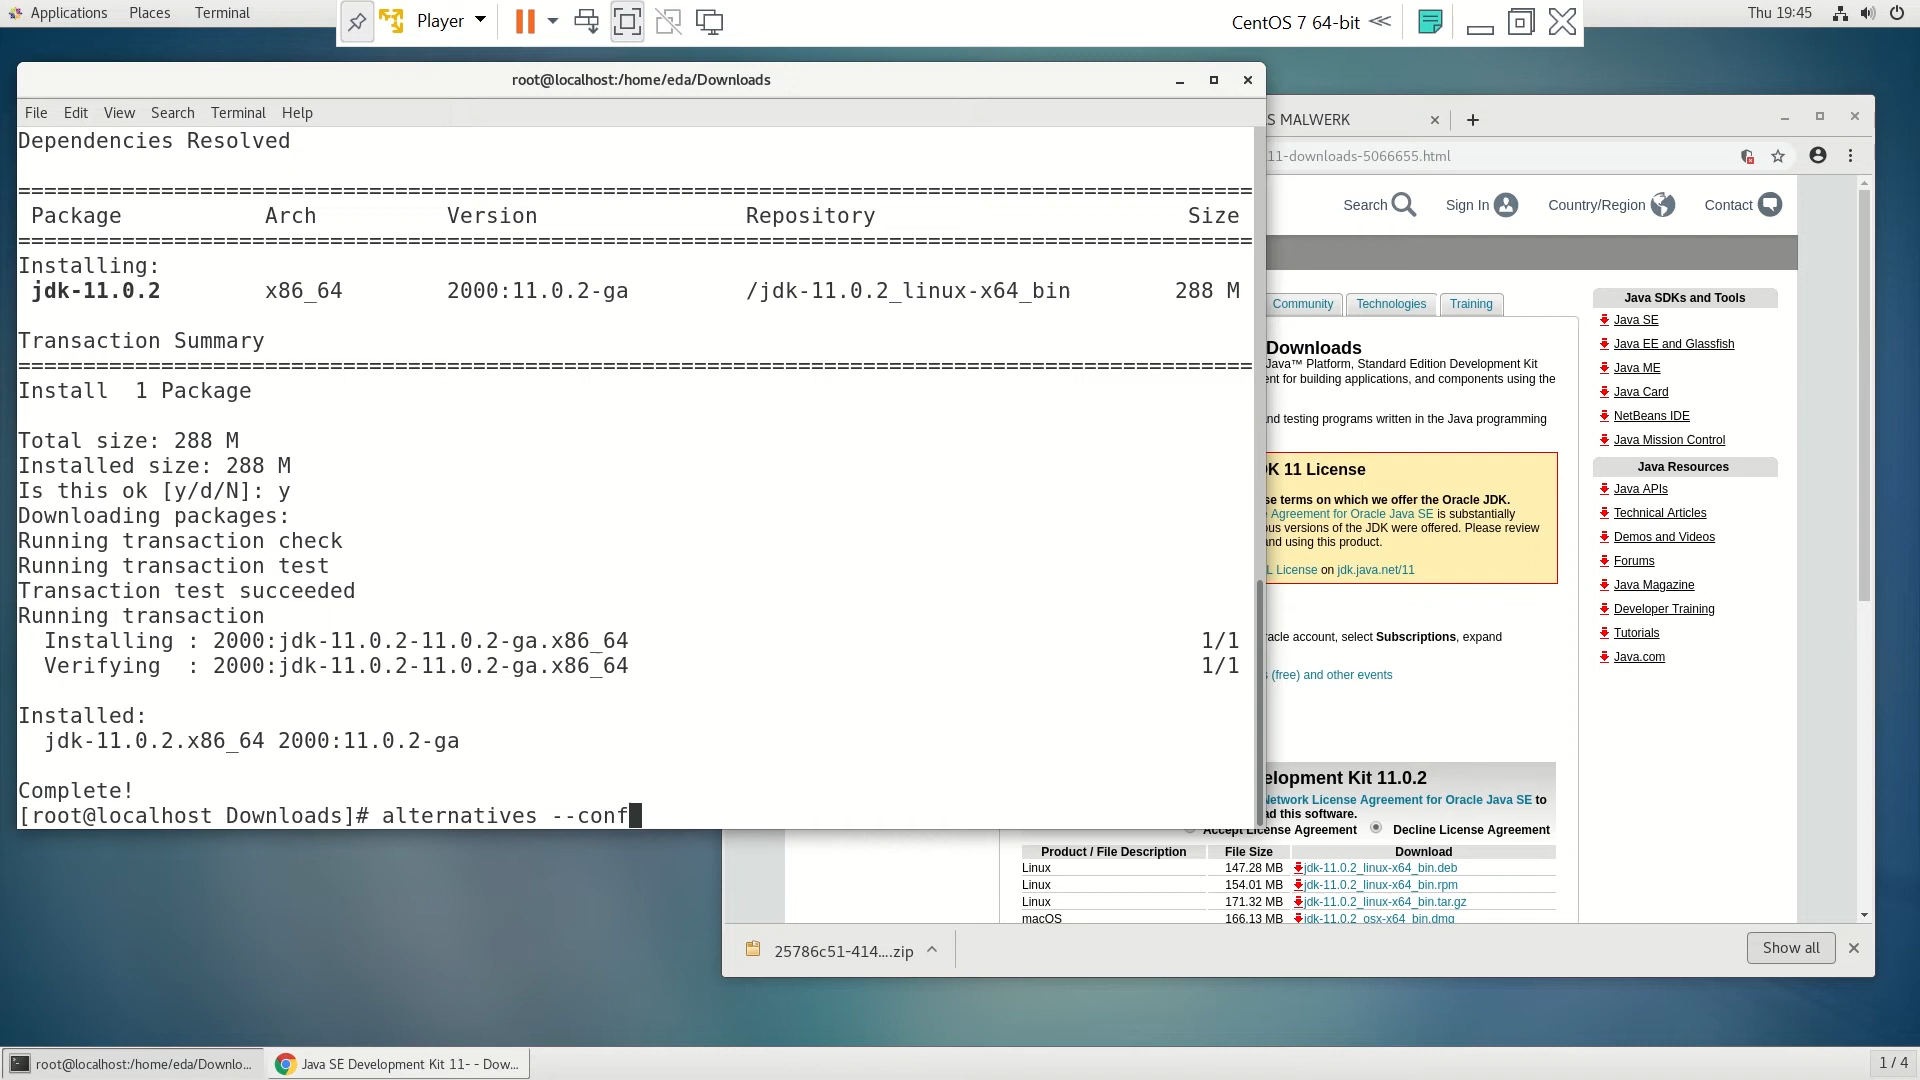 Applications Places Terminal
Player
CentOS 7 64-bit
Thu 19:45
root@localhost:/home/eda/Downloads
File Edit View Search Terminal Help
Dependencies Resolved
================================================================================
Package Arch Version Repository Size
================================================================================
Installing:
jdk-11.0.2 x86_64 2000:11.0.2-ga /jdk-11.0.2_linux-x64_bin 288 M
Transaction Summary
================================================================================
Install 1 Package
Total size: 288 M
Installed size: 288 M
Is this ok [y/d/N]: y
Downloading packages:
Running transaction check
Running transaction test
Transaction test succeeded
Running transaction
Installing : 2000:jdk-11.0.2-11.0.2-ga.x86_64 1/1
Verifying : 2000:jdk-11.0.2-11.0.2-ga.x86_64 1/1
Installed:
jdk-11.0.2.x86_64 2000:11.0.2-ga
Complete!
[root@localhost Downloads]# alternatives --conf
S MALWERK
11-downloads-5066655.html
Search Sign In Country/Region Contact
Community Technologies Training
Downloads
Java™ Platform, Standard Edition Development Kit
nt for building applications, and components using the
nd testing programs written in the Java programming
K 11 License
se terms on which we offer the Oracle JDK.
Agreement for Oracle Java SE is substantially
ous versions of the JDK were offered. Please review
and using this product.
L License on jdk.java.net/11
racle account, select Subscriptions, expand
(free) and other events
elopment Kit 11.0.2
Network License Agreement for Oracle Java SE to
ad this software.
Accept License Agreement Decline License Agreement
Product / File Description File Size Download
Linux 147.28 MB jdk-11.0.2_linux-x64_bin.deb
Linux 154.01 MB jdk-11.0.2_linux-x64_bin.rpm
Linux 171.32 MB jdk-11.0.2_linux-x64_bin.tar.gz
macOS 166.13 MB jdk-11.0.2_osx-x64_bin.dmg
Java SDKs and Tools
Java SE
Java EE and Glassfish
Java ME
Java Card
NetBeans IDE
Java Mission Control
Java Resources
Java APIs
Technical Articles
Demos and Videos
Forums
Java Magazine
Developer Training
Tutorials
Java.com
25786c51-414....zip
Show all
root@localhost:/home/eda/Downlo...
Java SE Development Kit 11- - Dow...
1 / 4